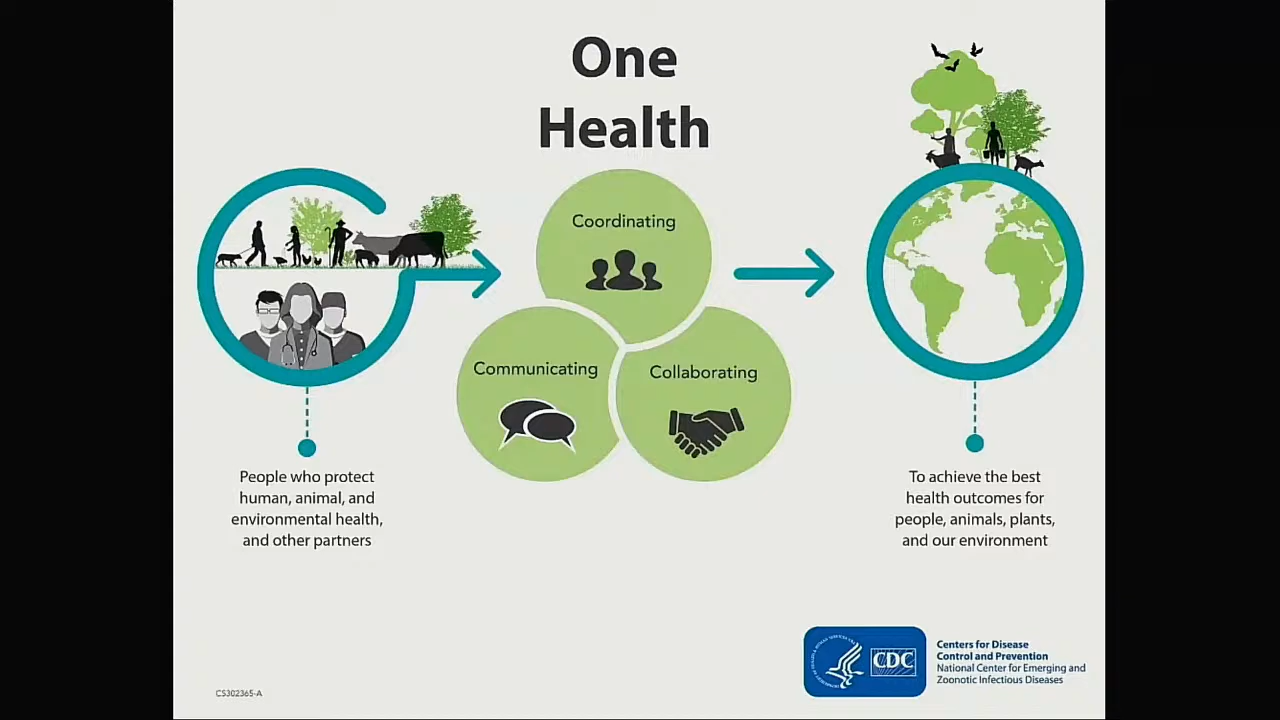 One
Health
Coordinating
Communicating
Collaborating
People who protect
human, animal, and
environmental health,
and other partners
To achieve the best
health outcomes for
people, animals, plants,
and our environment
CDC
Centers for Disease
Control and Prevention
National Center for Emerging and
Zoonotic Infectious Diseases
CS302365-A